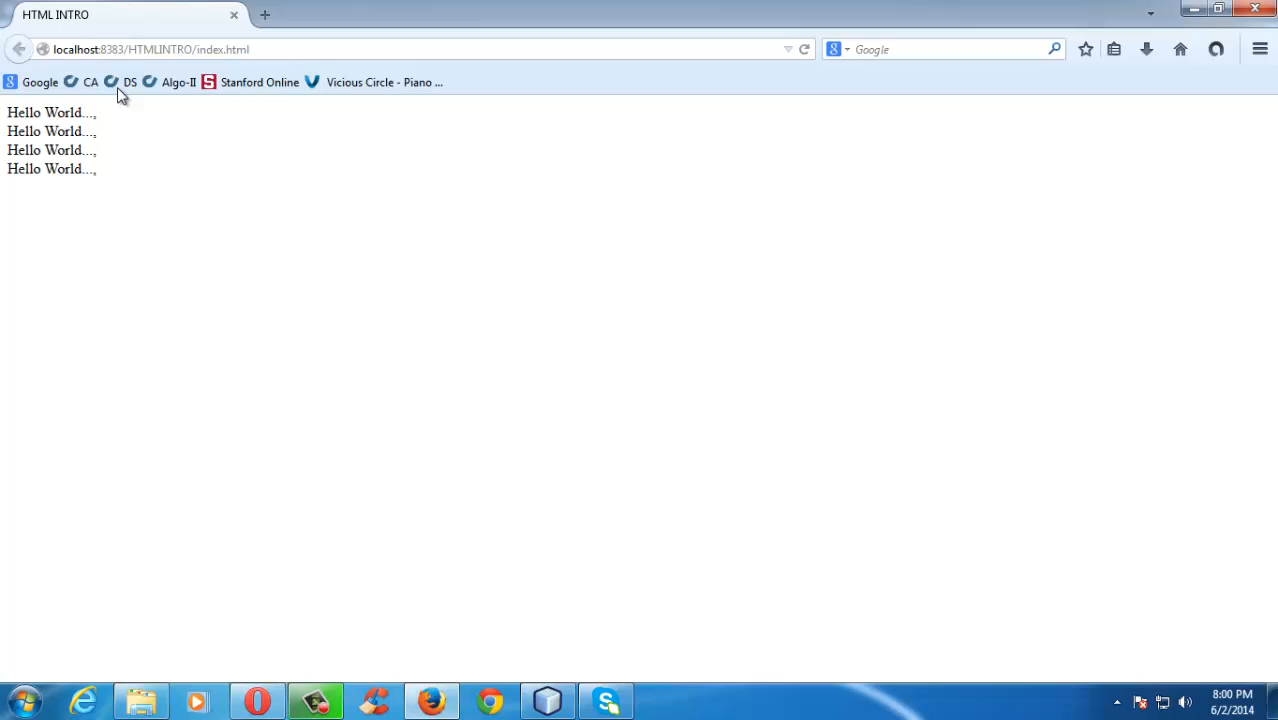 HTML INTRO
localhost:8383/HTMLINTRO/index.html
Google
Google CA DS Algo-II Stanford Online Vicious Circle - Piano ...
Hello World...,
Hello World...,
Hello World...,
Hello World...,
8:00 PM
6/2/2014